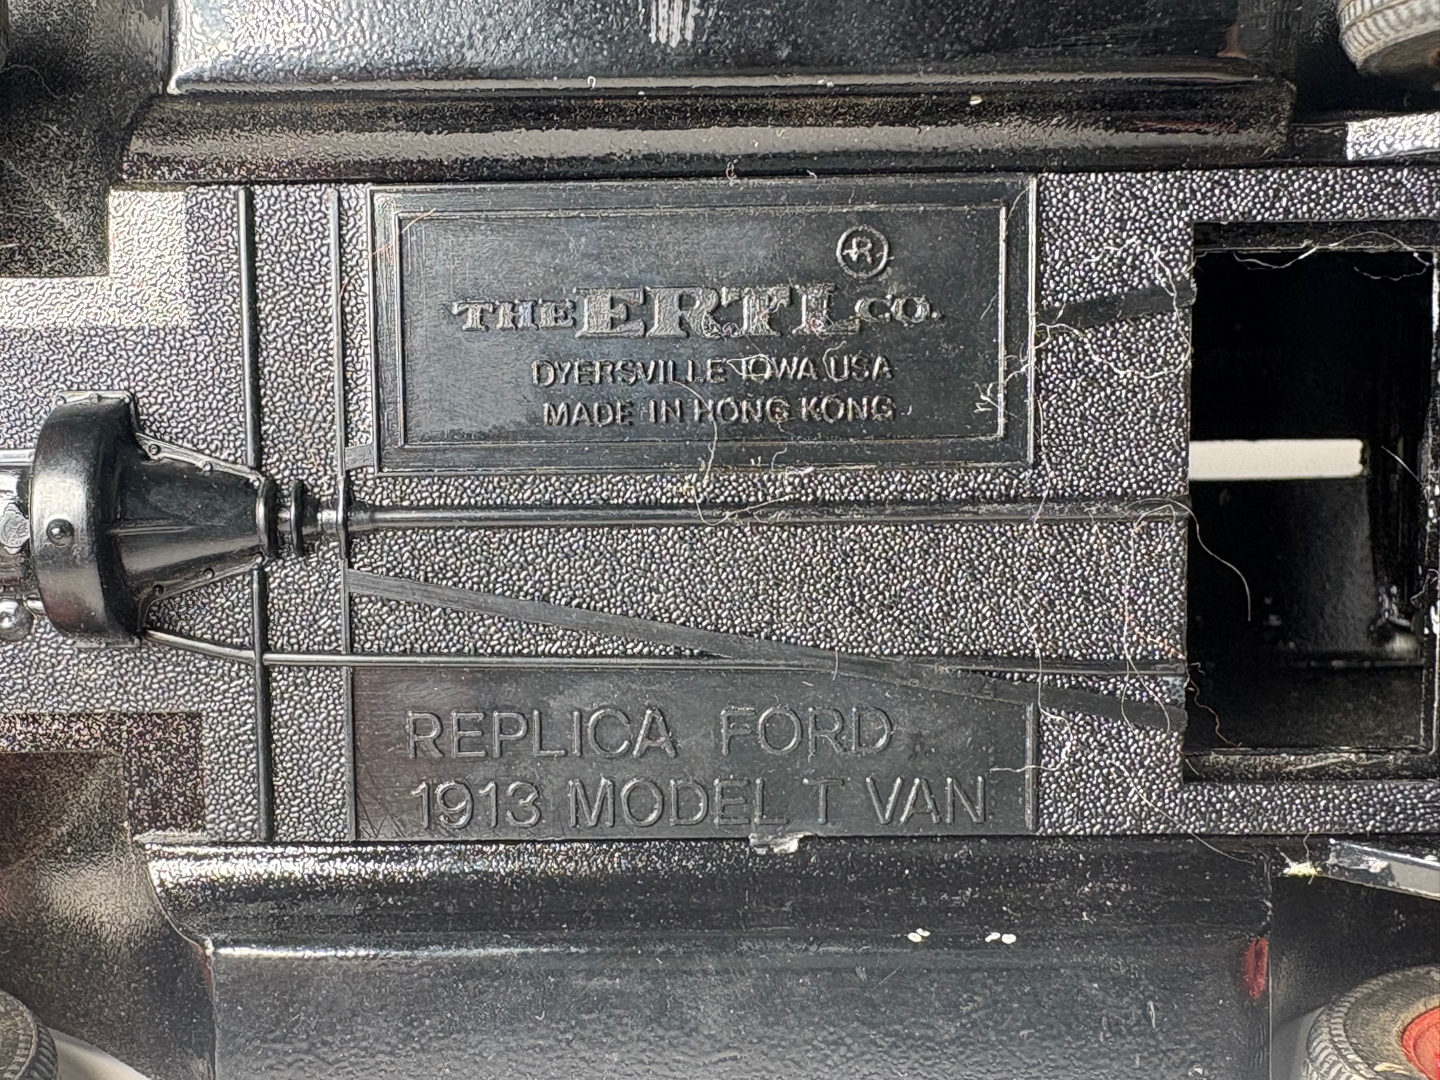 ®
THE ERTL CO.
DYERSVILLE IOWA USA
MADE IN HONG KONG
REPLICA FORD
1913 MODEL T VAN